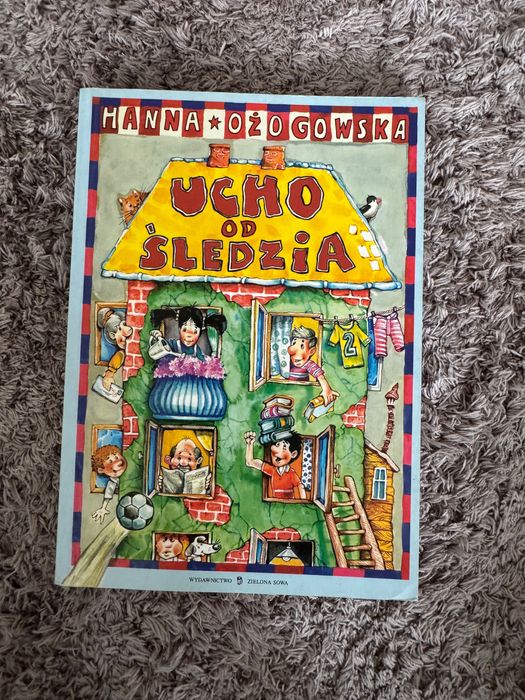 HANNA ★ OŻOGOWSKA
UCHO
OD
ŚLEDZIA
2
WYDAWNICTWO ZIELONA SOWA